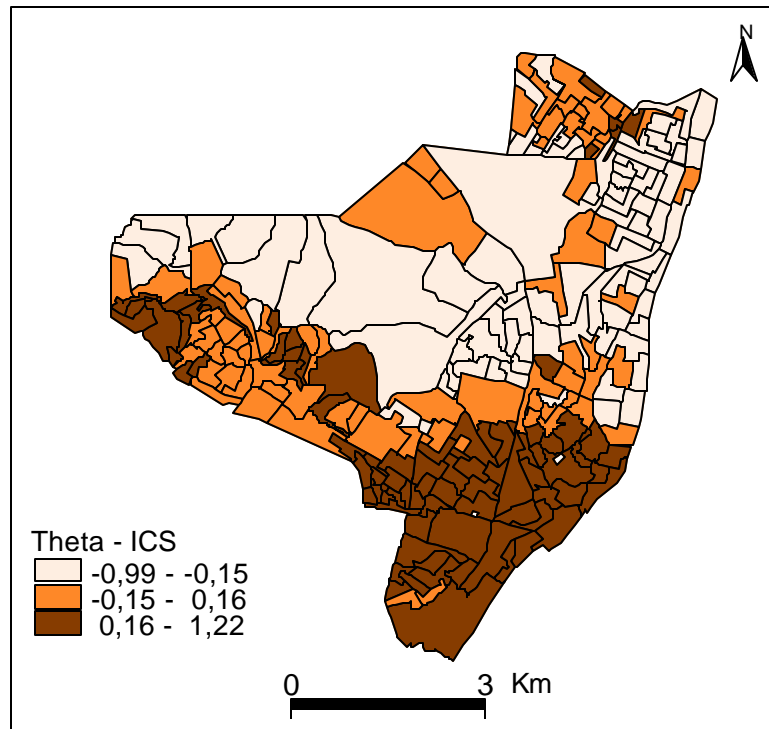 N
Theta - ICS
-0,99 - -0,15
-0,15 - 0,16
0,16 - 1,22
0 3 Km